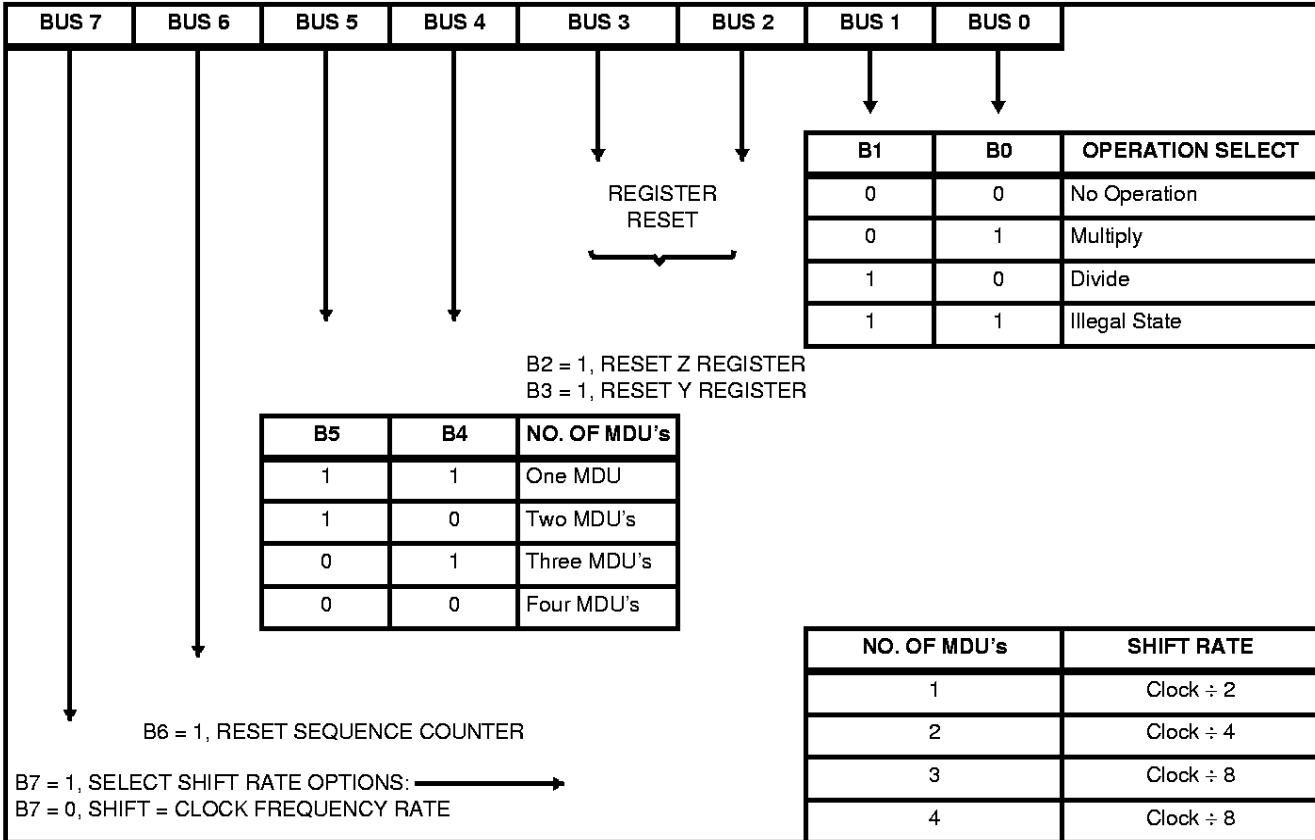 BUS 7 BUS 6 BUS 5 BUS 4 BUS 3 BUS 2 BUS 1 BUS 0
B1 B0 OPERATION SELECT
0 0 No Operation
0 1 Multiply
1 0 Divide
1 1 Illegal State
REGISTER
RESET
B2 = 1, RESET Z REGISTER
B3 = 1, RESET Y REGISTER
B5 B4 NO. OF MDU's
1 1 One MDU
1 0 Two MDU's
0 1 Three MDU's
0 0 Four MDU's
NO. OF MDU's SHIFT RATE
1 Clock ÷ 2
2 Clock ÷ 4
3 Clock ÷ 8
4 Clock ÷ 8
B6 = 1, RESET SEQUENCE COUNTER
B7 = 1, SELECT SHIFT RATE OPTIONS:
B7 = 0, SHIFT = CLOCK FREQUENCY RATE